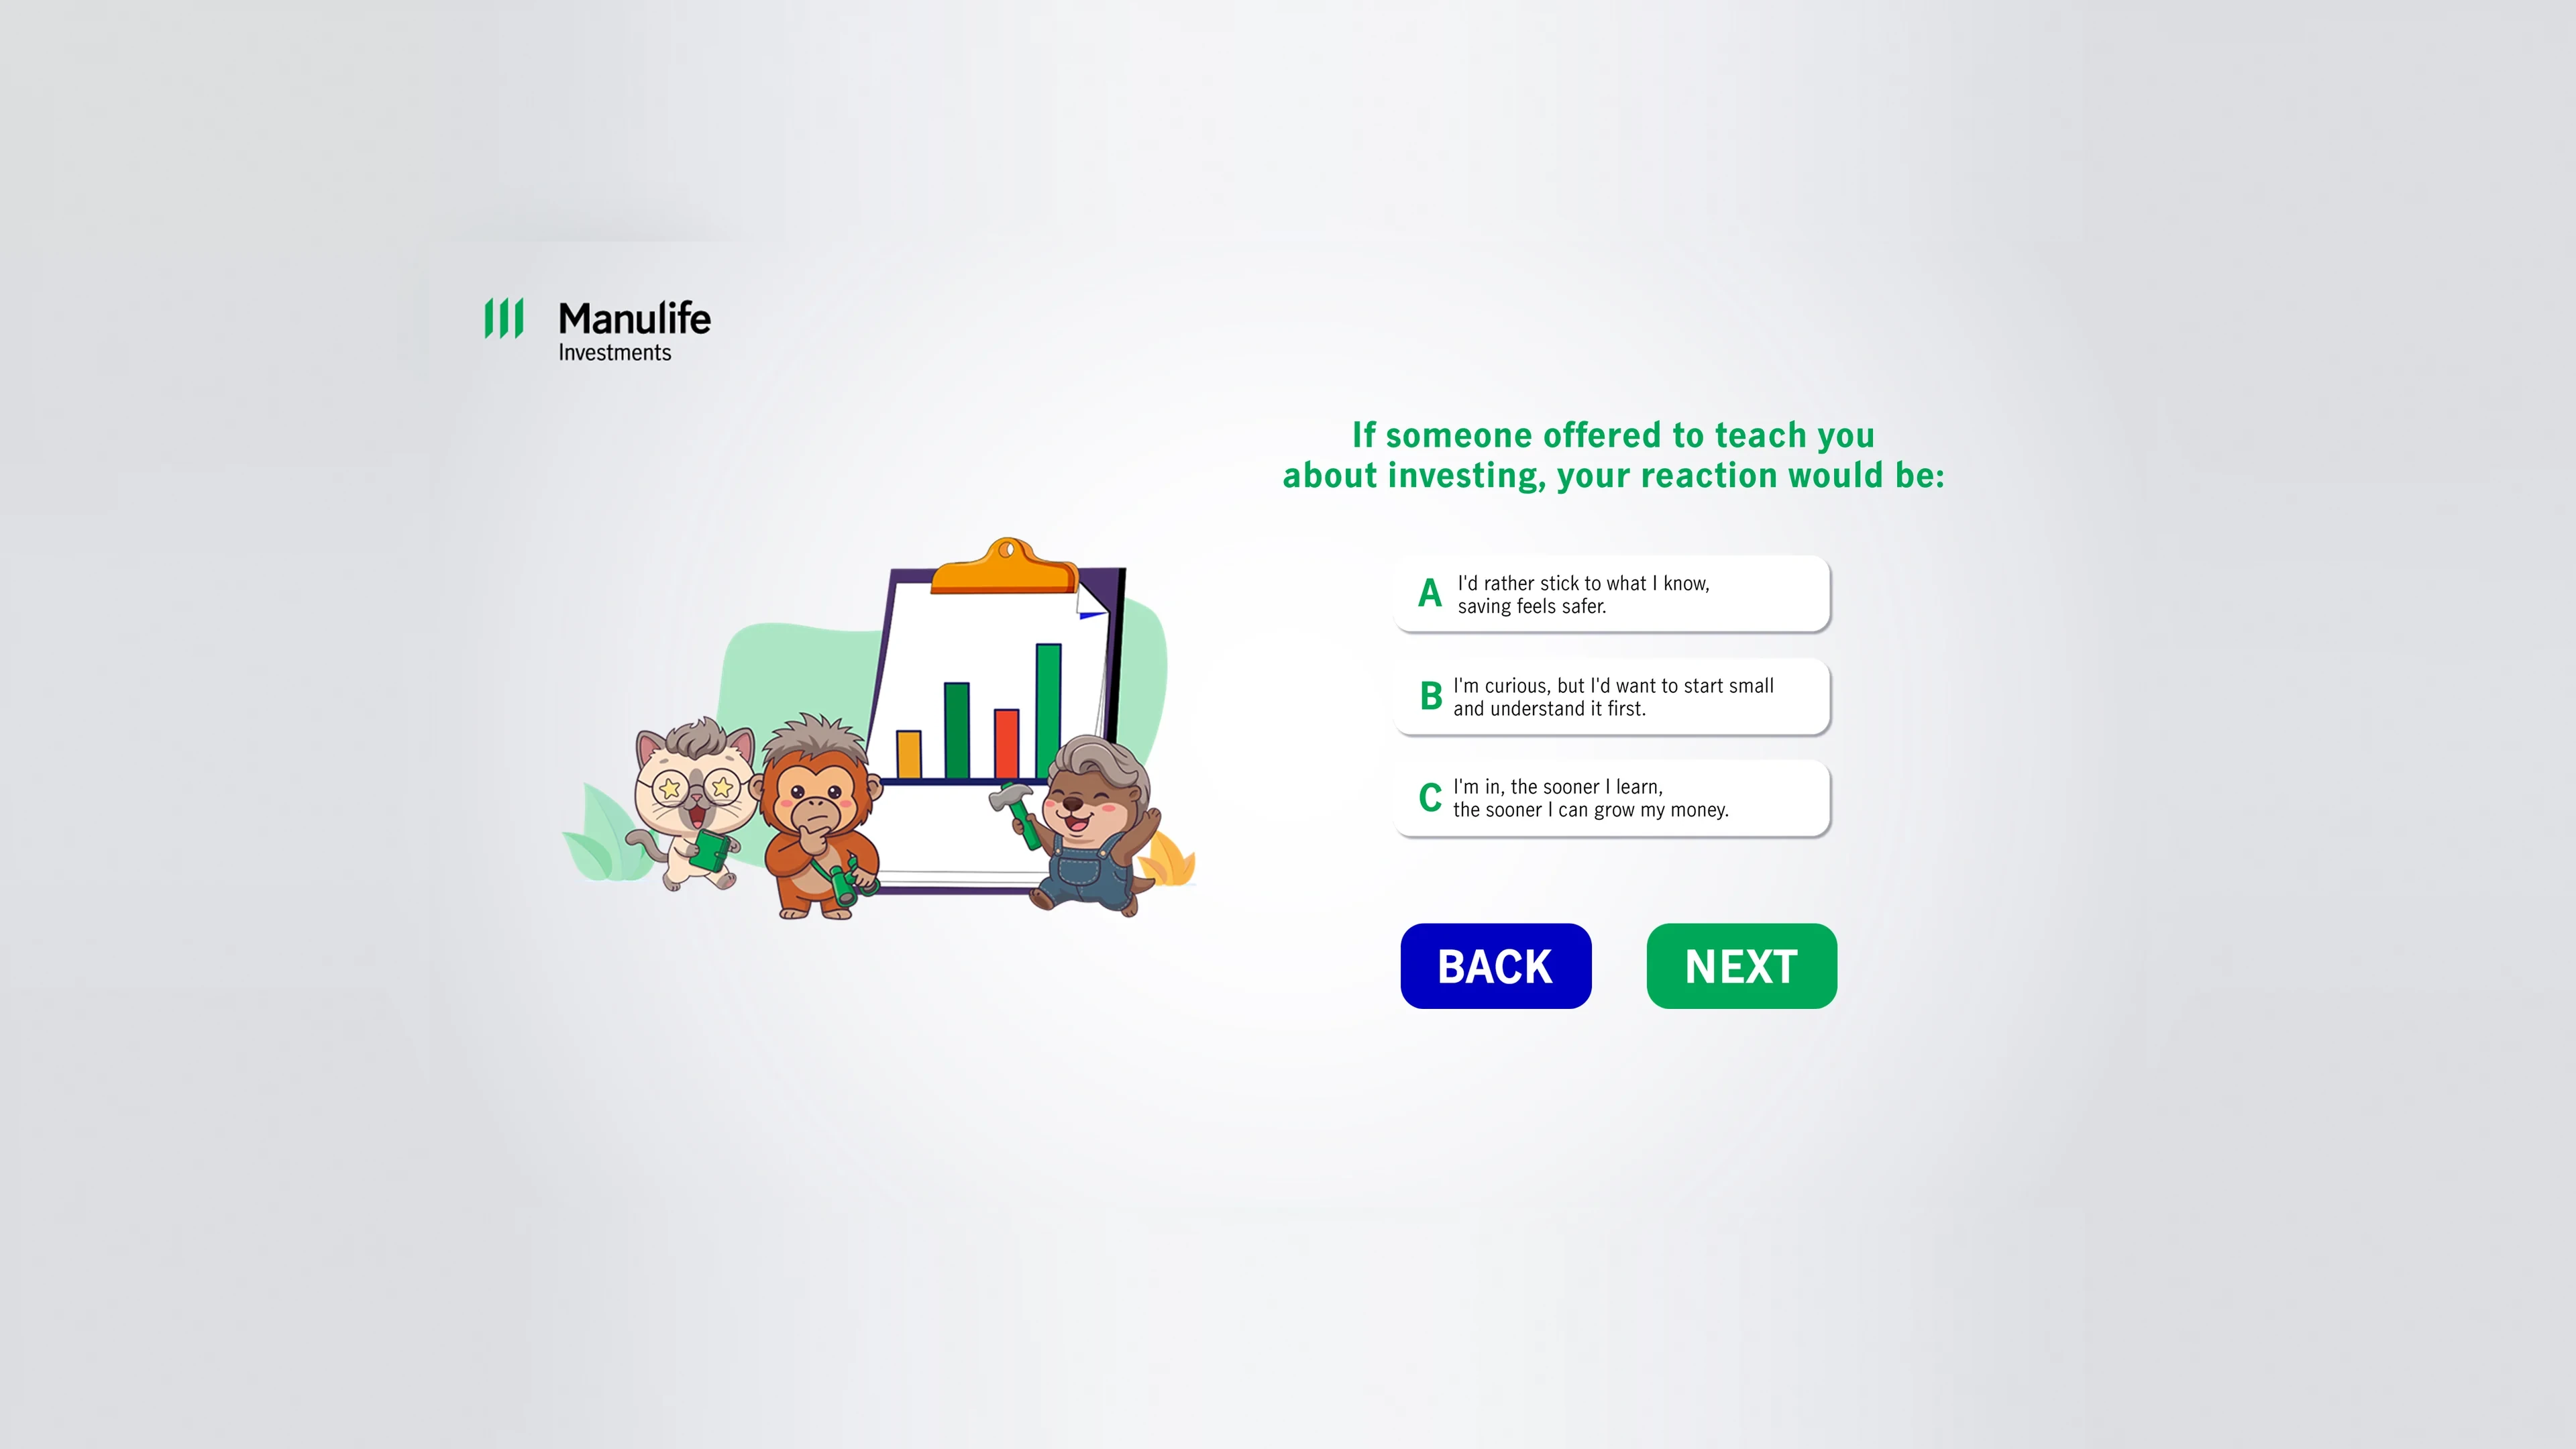 Manulife
Investments
If someone offered to teach you
about investing, your reaction would be:
A
I'd rather stick to what I know,
saving feels safer.
B
I'm curious, but I'd want to start small
and understand it first.
C
I'm in, the sooner I learn,
the sooner I can grow my money.
BACK
NEXT